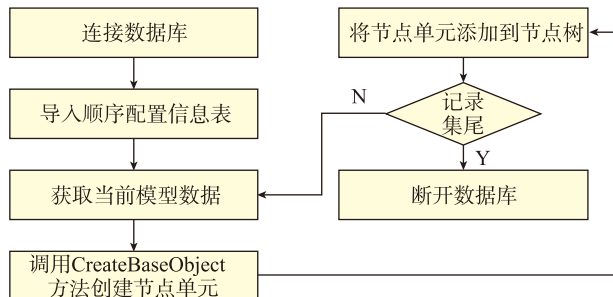 连接数据库
导入顺序配置信息表
获取当前模型数据
调用CreateBaseObject
方法创建节点单元
将节点单元添加到节点树
记录
集尾
N
Y
断开数据库